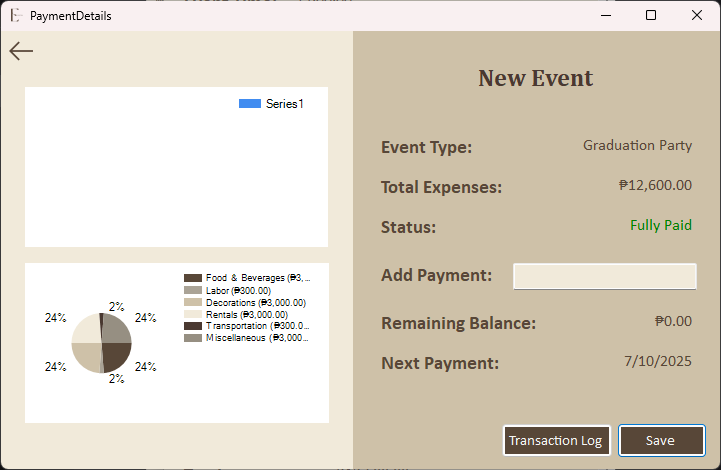 PaymentDetails
Series1
Food & Beverages (₱3,...
Labor (₱300.00)
Decorations (₱3,000.00)
Rentals (₱3,000.00)
Transportation (₱300.0...
Miscellaneous (₱3,000...
2%
24%
24%
24%
24%
2%
New Event
Event Type: Graduation Party
Total Expenses: ₱12,600.00
Status: Fully Paid
Add Payment:
Remaining Balance: ₱0.00
Next Payment: 7/10/2025
Transaction Log Save